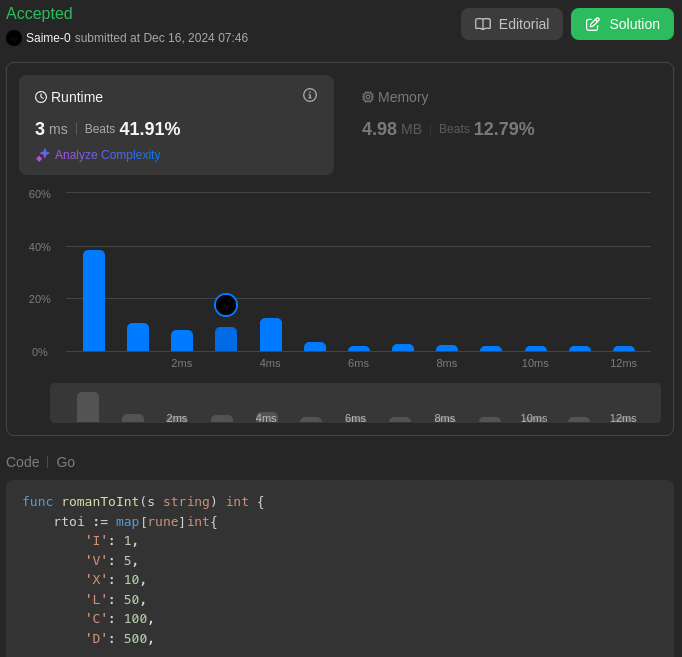 Accepted
Editorial
Solution
Saime-0 submitted at Dec 16, 2024 07:46
Runtime
Memory
3 ms | Beats 41.91%
4.98 MB | Beats 12.79%
Analyze Complexity
60%
40%
20%
0%
2ms 4ms 6ms 8ms 10ms 12ms
2ms 4ms 6ms 8ms 10ms 12ms
Code | Go
func romanToInt(s string) int {
    rtoi := map[rune]int{
        'I': 1,
        'V': 5,
        'X': 10,
        'L': 50,
        'C': 100,
        'D': 500,